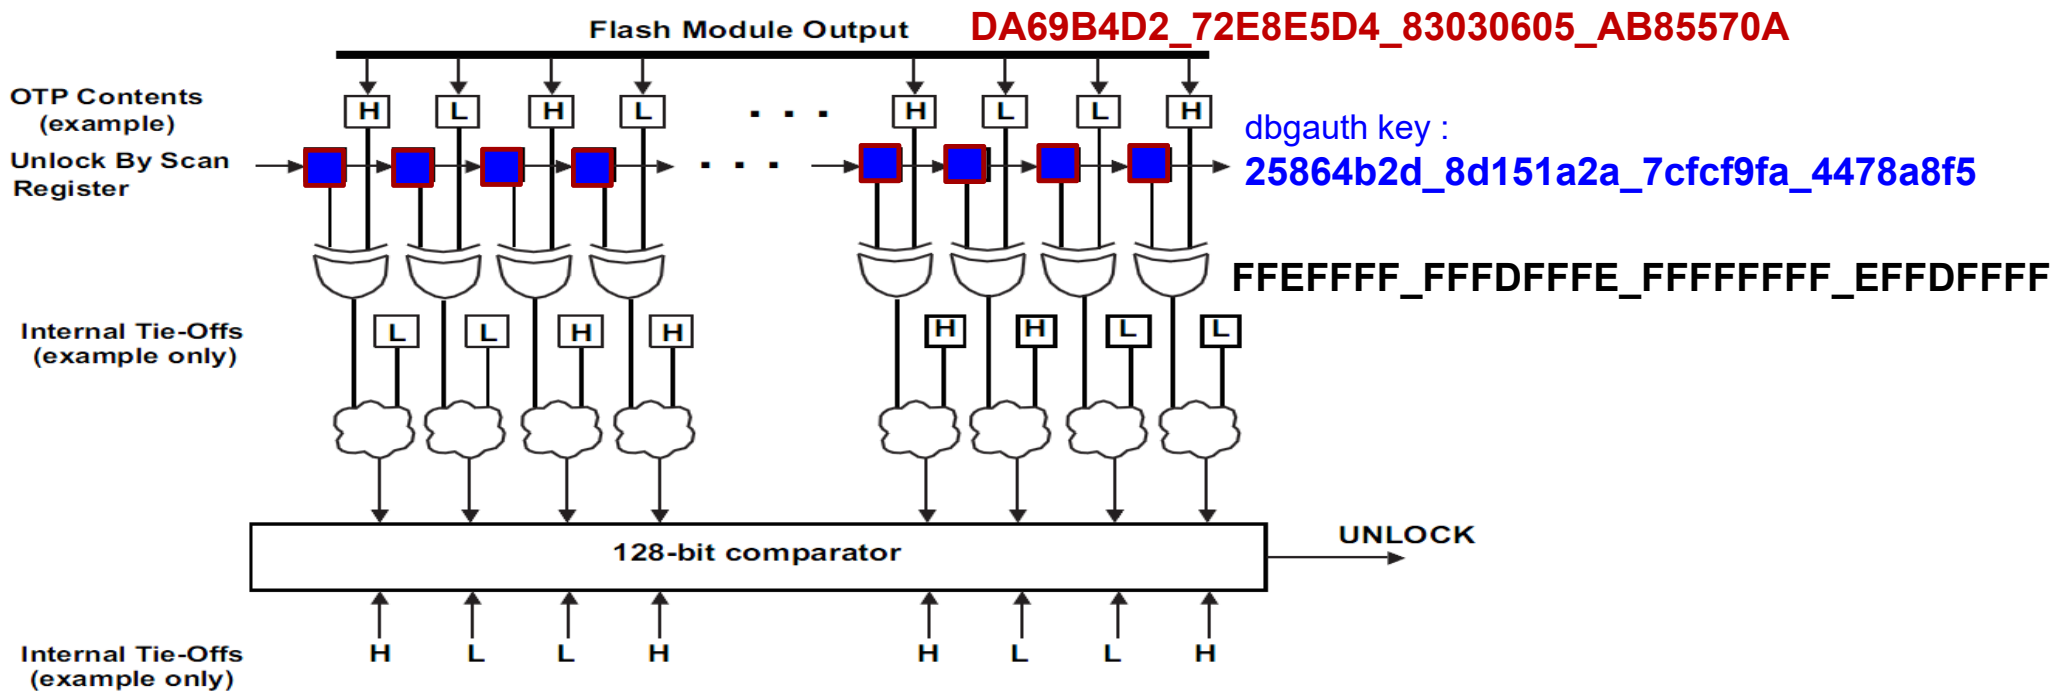 Flash Module Output DA69B4D2_72E8E5D4_83030605_AB85570A
OTP Contents
(example)
H L H L . . . H L L H
dbgauth key :
Unlock By Scan
Register
. . .
25864b2d_8d151a2a_7cfcf9fa_4478a8f5
FFEFFFFF_FFFDFFFE_FFFFFFFF_EFFDFFFF
Internal Tie-Offs
(example only)
L L H H H H L L
128-bit comparator
UNLOCK
Internal Tie-Offs
(example only)
H L L H H L L H